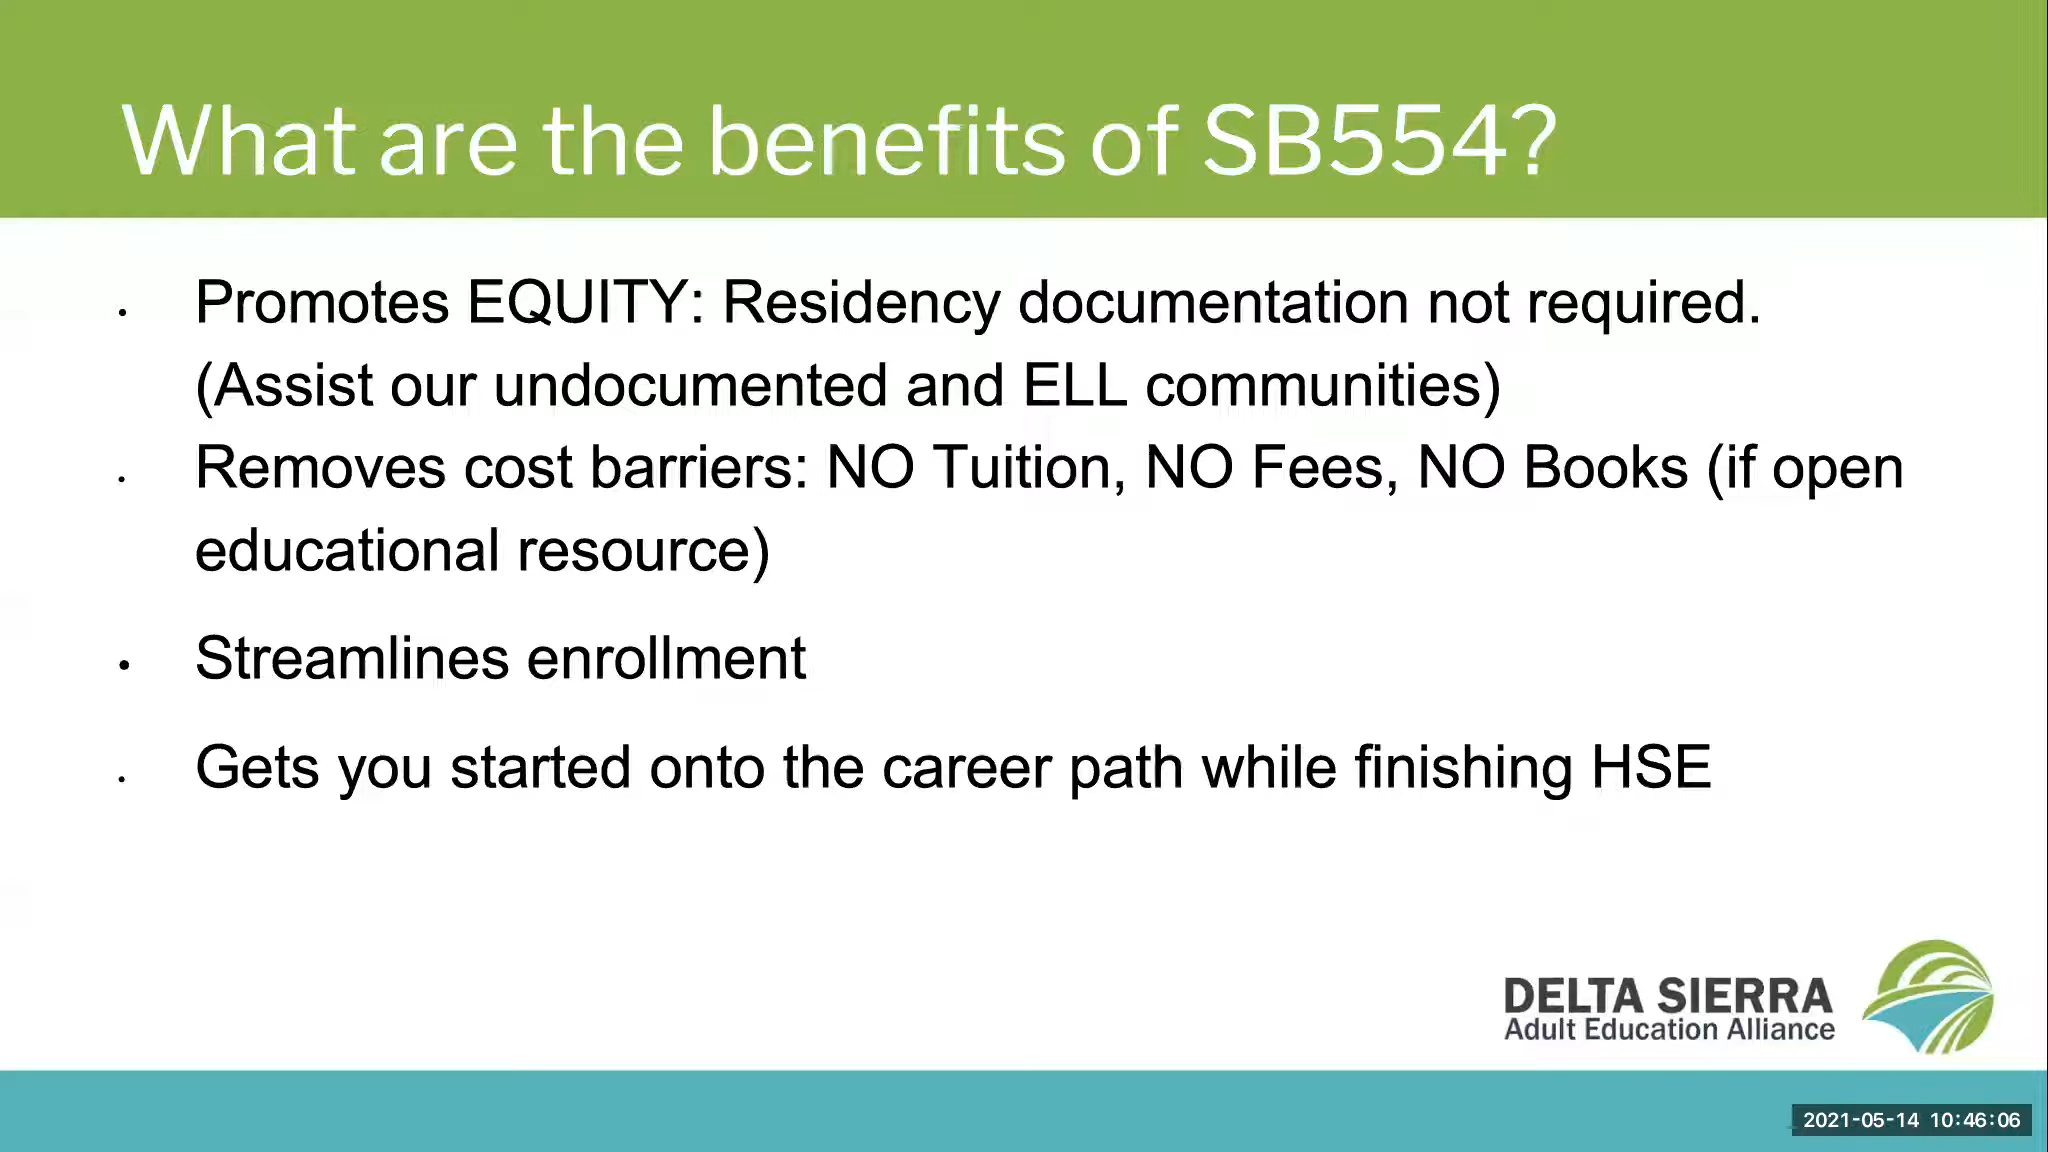 What are the benefits of SB554?
• Promotes EQUITY: Residency documentation not required.
(Assist our undocumented and ELL communities)
• Removes cost barriers: NO Tuition, NO Fees, NO Books (if open
educational resource)
• Streamlines enrollment
• Gets you started onto the career path while finishing HSE
DELTA SIERRA
Adult Education Alliance
2021-05-14 10:46:06